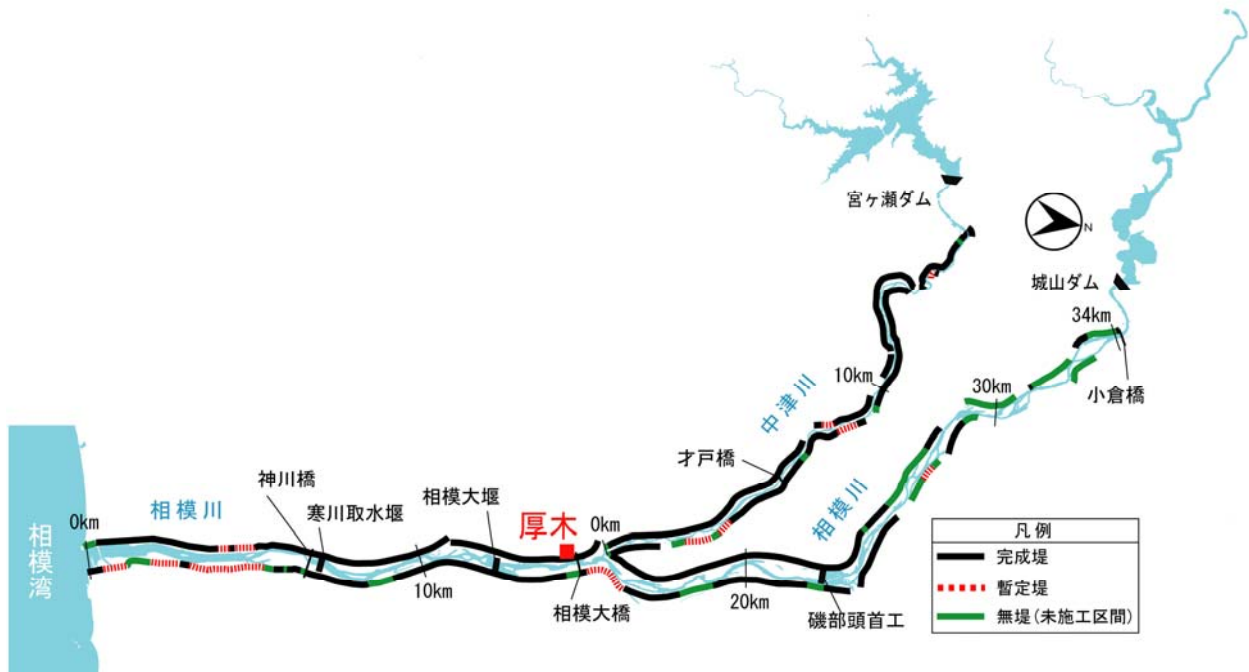 宮ヶ瀬ダム
N
城山ダム
34km
小倉橋
30km
10km
中津川
才戸橋
相模川
神川橋
寒川取水堰
相模大堰
厚木
0km
相模川
0km
相模湾
10km
相模大橋
20km
磯部頭首工
凡例
完成堤
暫定堤
無堤(未施工区間)